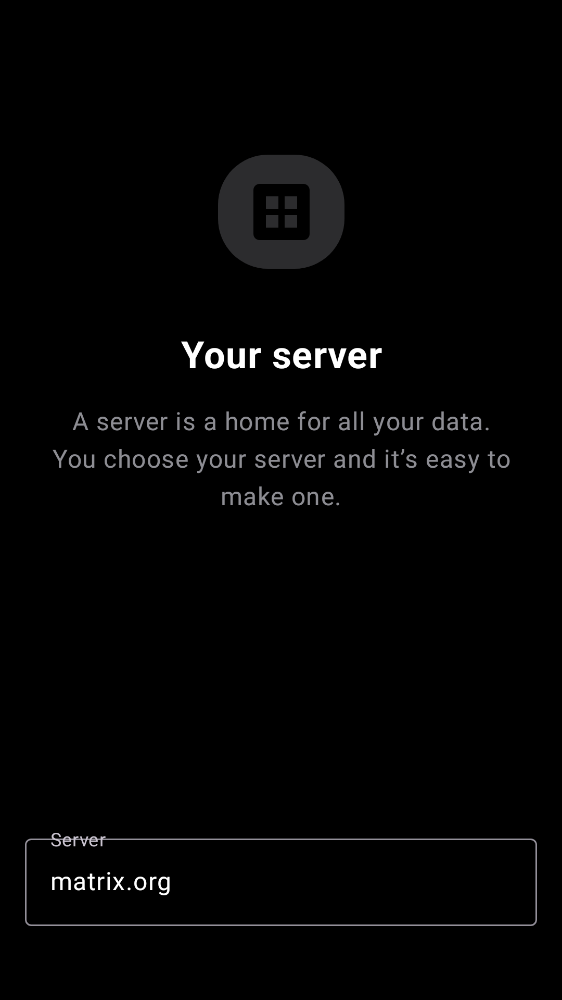 Your server
A server is a home for all your data.
You choose your server and it’s easy to
make one.
Server
matrix.org